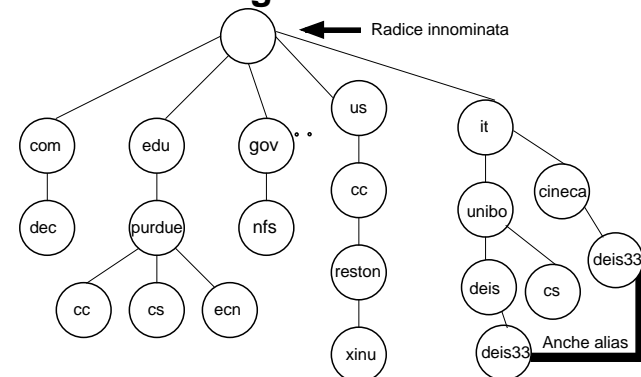 g
Radice innominata
us
it
com
edu
gov
cc
cineca
unibo
dec
purdue
nfs
deis33
reston
deis
cs
cc
cs
ecn
Anche alias
xinu
deis33